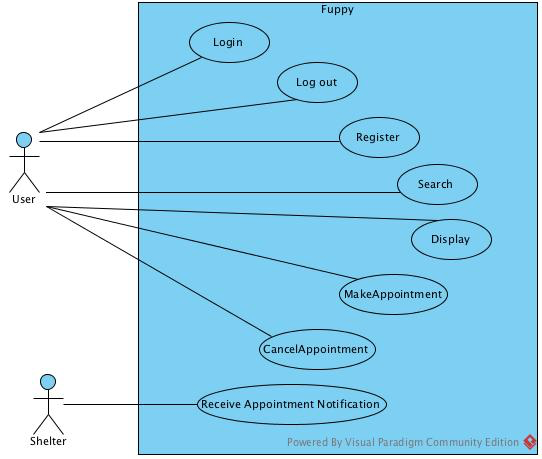 Fuppy
Login
Log out
Register
Search
User
Display
MakeAppointment
CancelAppointment
Receive Appointment Notification
Shelter
Powered By Visual Paradigm Community Edition